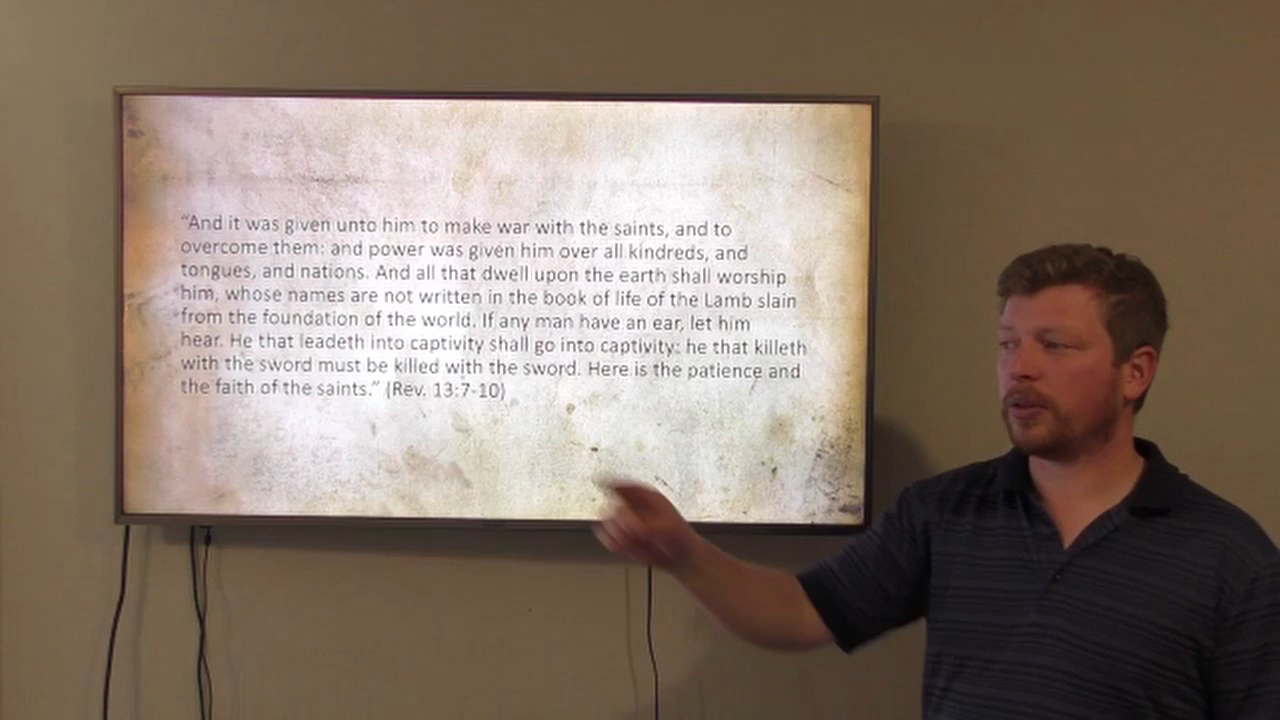 “And it was given unto him to make war with the saints, and to
overcome them: and power was given him over all kindreds, and
tongues, and nations. And all that dwell upon the earth shall worship
him, whose names are not written in the book of life of the Lamb slain
from the foundation of the world. If any man have an ear, let him
hear. He that leadeth into captivity shall go into captivity: he that killeth
with the sword must be killed with the sword. Here is the patience and
the faith of the saints.” (Rev. 13:7-10)